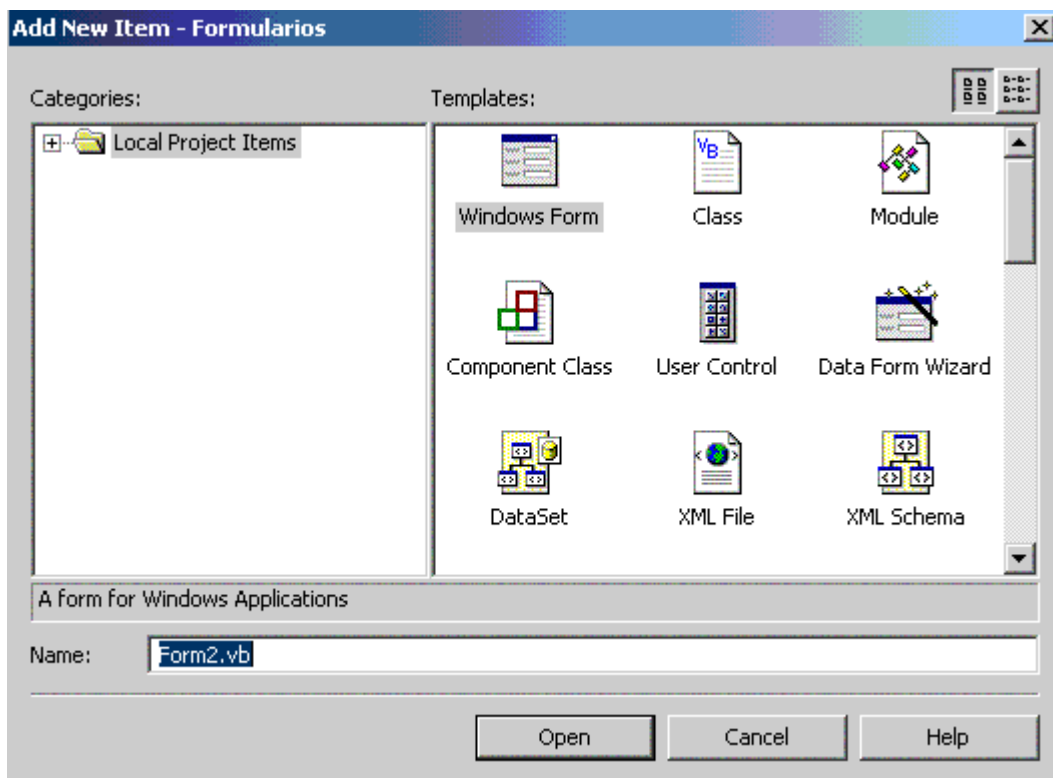 Add New Item - Formularios
Categories:
Templates:
Local Project Items
VB
Windows Form
Class
Module
Component Class
User Control
Data Form Wizard
DataSet
XML File
XML Schema
A form for Windows Applications
Name:
Form2.vb
Open
Cancel
Help